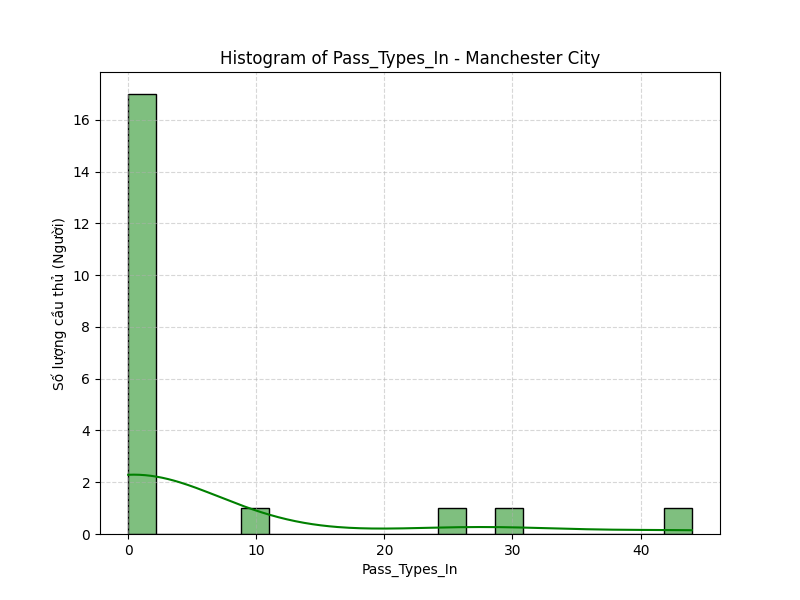 Histogram of Pass_Types_In - Manchester City
Số lượng cầu thủ (Người)
16
14
12
10
8
6
4
2
0
0 10 20 30 40
Pass_Types_In